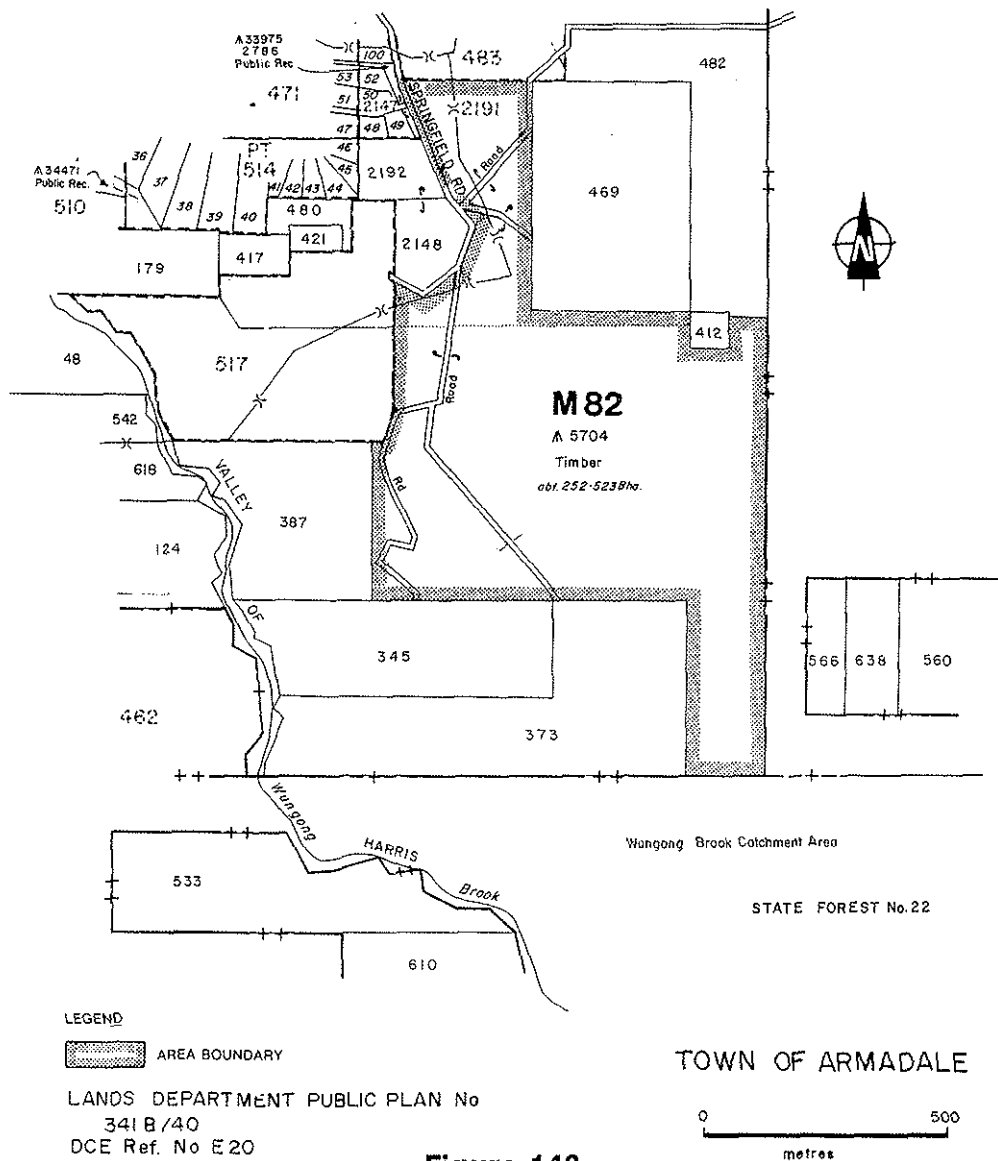 ⩚33975
2786
Public Rec
100
483
482
53
52
471
51
50
2147
SPRINGFIELD RD
2191
47
48
49
Road
PT
514
46
45
36
37
⩚34471
Public Rec.
510
38
39
40
41
42
43
44
2192
469
480
421
417
2148
179
N
412
48
517
Road
M82
⩚ 5704
Timber
abt. 252·5238ha.
542
618
VALLEY
387
Rd
124
OF
345
566
638
560
462
373
Wungong
HARRIS
Brook
Wungong Brook Catchment Area
533
STATE FOREST No.22
610
LEGEND
AREA BOUNDARY
TOWN OF ARMADALE
LANDS DEPARTMENT PUBLIC PLAN No
341B/40
DCE Ref. No E20
0 500
metres